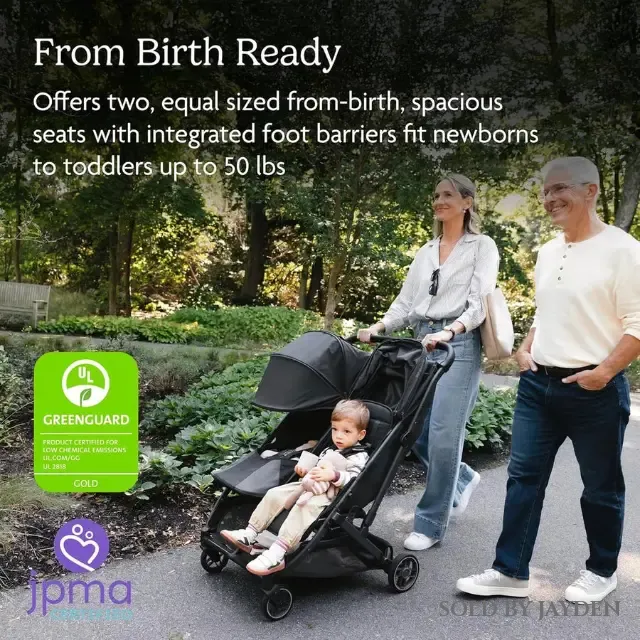 From Birth Ready
Offers two, equal sized from-birth, spacious
seats with integrated foot barriers fit newborns
to toddlers up to 50 lbs
UL
GREENGUARD
PRODUCT CERTIFIED FOR
LOW CHEMICAL EMISSIONS
UL.COM/GG
UL 2818
GOLD
jpma
SOLD BY JAYDEN